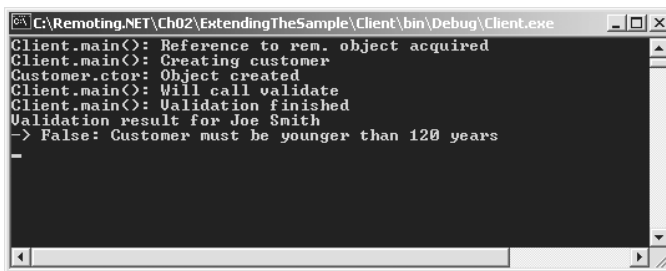 C:\Remoting.NET\Ch02\ExtendingTheSample\Client\bin\Debug\Client.exe
Client.main(): Reference to rem. object acquired
Client.main(): Creating customer
Customer.ctor: Object created
Client.main(): Will call validate
Client.main(): Validation finished
Validation result for Joe Smith
-> False: Customer must be younger than 120 years